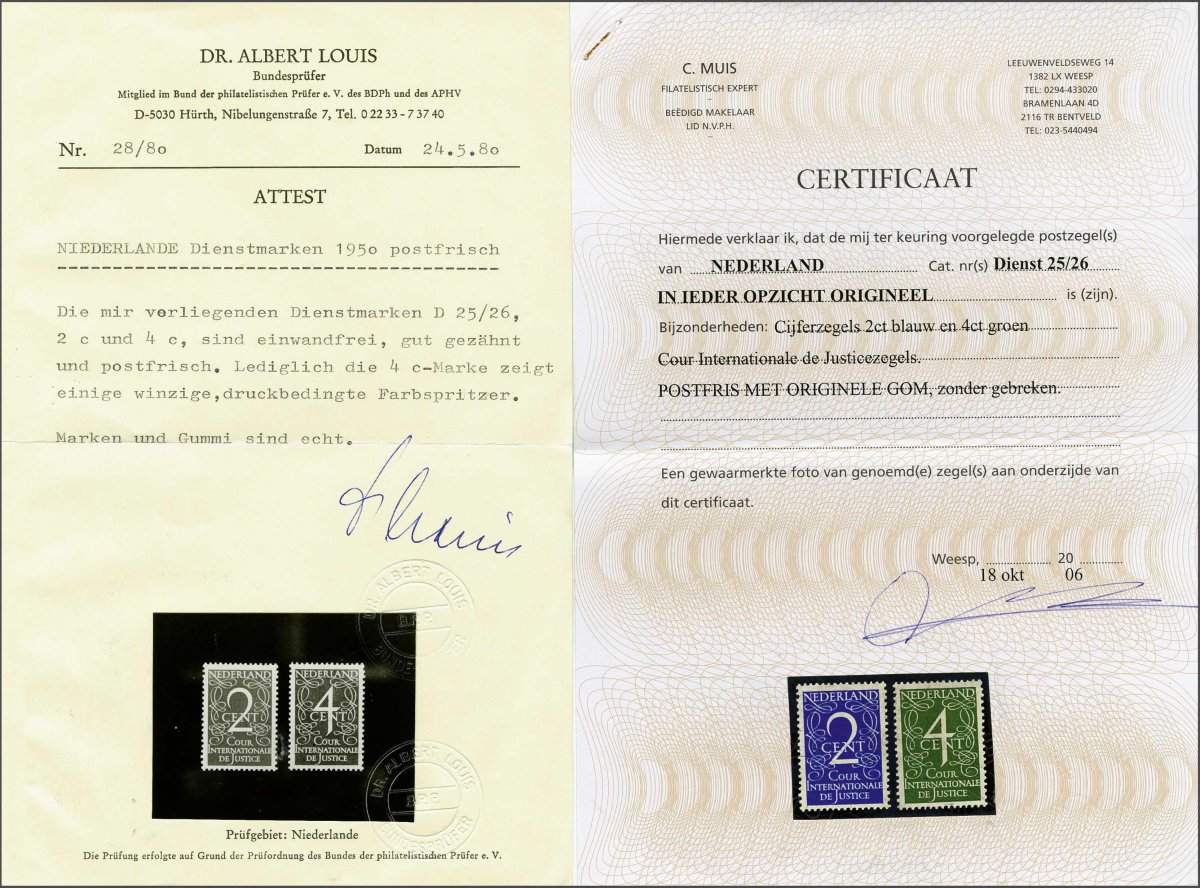 DR. ALBERT LOUIS
Bundesprüfer
Mitglied im Bund der philatelistischen Prüfer e. V. des BDPh und des APHV
D-5030 Hürth, Nibelungenstraße 7, Tel. 0 22 33 - 7 37 40
Nr. 28/80 Datum 24.5.80
ATTEST
NIEDERLANDE Dienstmarken 1950 postfrisch
Die mir vorliegenden Dienstmarken D 25/26,
2 c und 4 c, sind einwandfrei, gut gezähnt
und postfrisch. Lediglich die 4 c-Marke zeigt
einige winzige,druckbedingte Farbspritzer.
Marken und Gummi sind echt.
DR. ALBERT LOUIS
B.P.P.
BUNDESPRÜFER
NEDERLAND
2
CENT
COUR
INTERNATIONALE
DE JUSTICE
NEDERLAND
4
CENT
COUR
INTERNATIONALE
DE JUSTICE
DR. ALBERT LOUIS
B.P.P.
BUNDESPRÜFER
Prüfgebiet: Niederlande
Die Prüfung erfolgte auf Grund der Prüfordnung des Bundes der philatelistischen Prüfer e. V.
C. MUIS
FILATELISTISCH EXPERT
–
BEËDIGD MAKELAAR
LID N.V.P.H.
–
LEEUWENVELDSEWEG 14
1382 LX WEESP
TEL: 0294-433020
BRAMENLAAN 4D
2116 TR BENTVELD
TEL: 023-5440494
CERTIFICAAT
Hiermede verklaar ik, dat de mij ter keuring voorgelegde postzegel(s)
van NEDERLAND Cat. nr(s) Dienst 25/26
IN IEDER OPZICHT ORIGINEEL is (zijn).
Bijzonderheden: Cijferzegels 2ct blauw en 4ct groen
Cour Internationale de Justicezegels.
POSTFRIS MET ORIGINELE GOM, zonder gebreken.
Een gewaarmerkte foto van genoemd(e) zegel(s) aan onderzijde van
dit certificaat.
Weesp, 18 okt 20 06
NEDERLAND
2
CENT
COUR
INTERNATIONALE
DE JUSTICE
NEDERLAND
4
CENT
COUR
INTERNATIONALE
DE JUSTICE